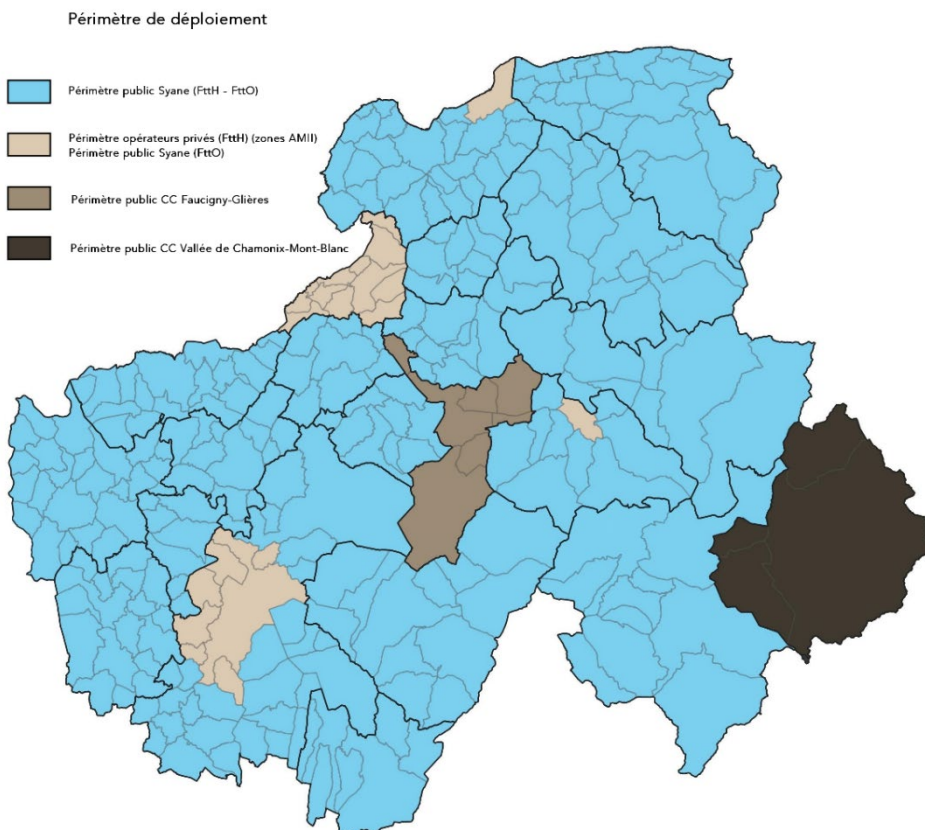 Périmètre de déploiement
Périmètre public Syane (FttH - FttO)
Périmètre opérateurs privés (FttH) (zones AMII)
Périmètre public Syane (FttO)
Périmètre public CC Faucigny-Glières
Périmètre public CC Vallée de Chamonix-Mont-Blanc